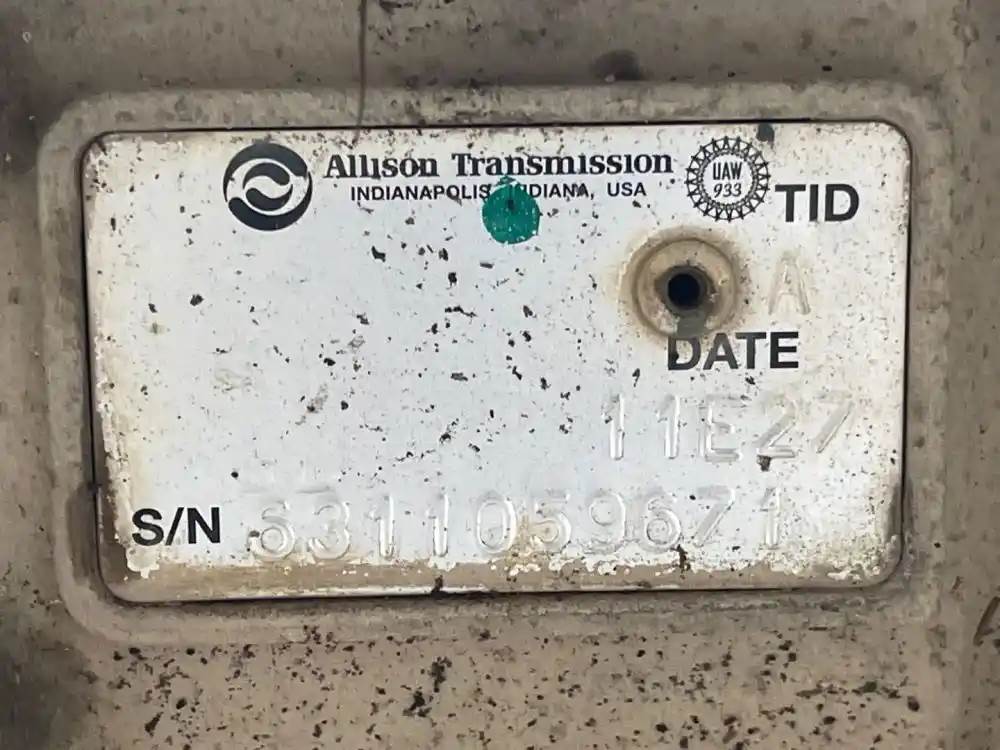 Allison Transmission
INDIANAPOLIS, INDIANA, USA
UAW
933
TID
A
DATE
11E27
S/N 6311059671